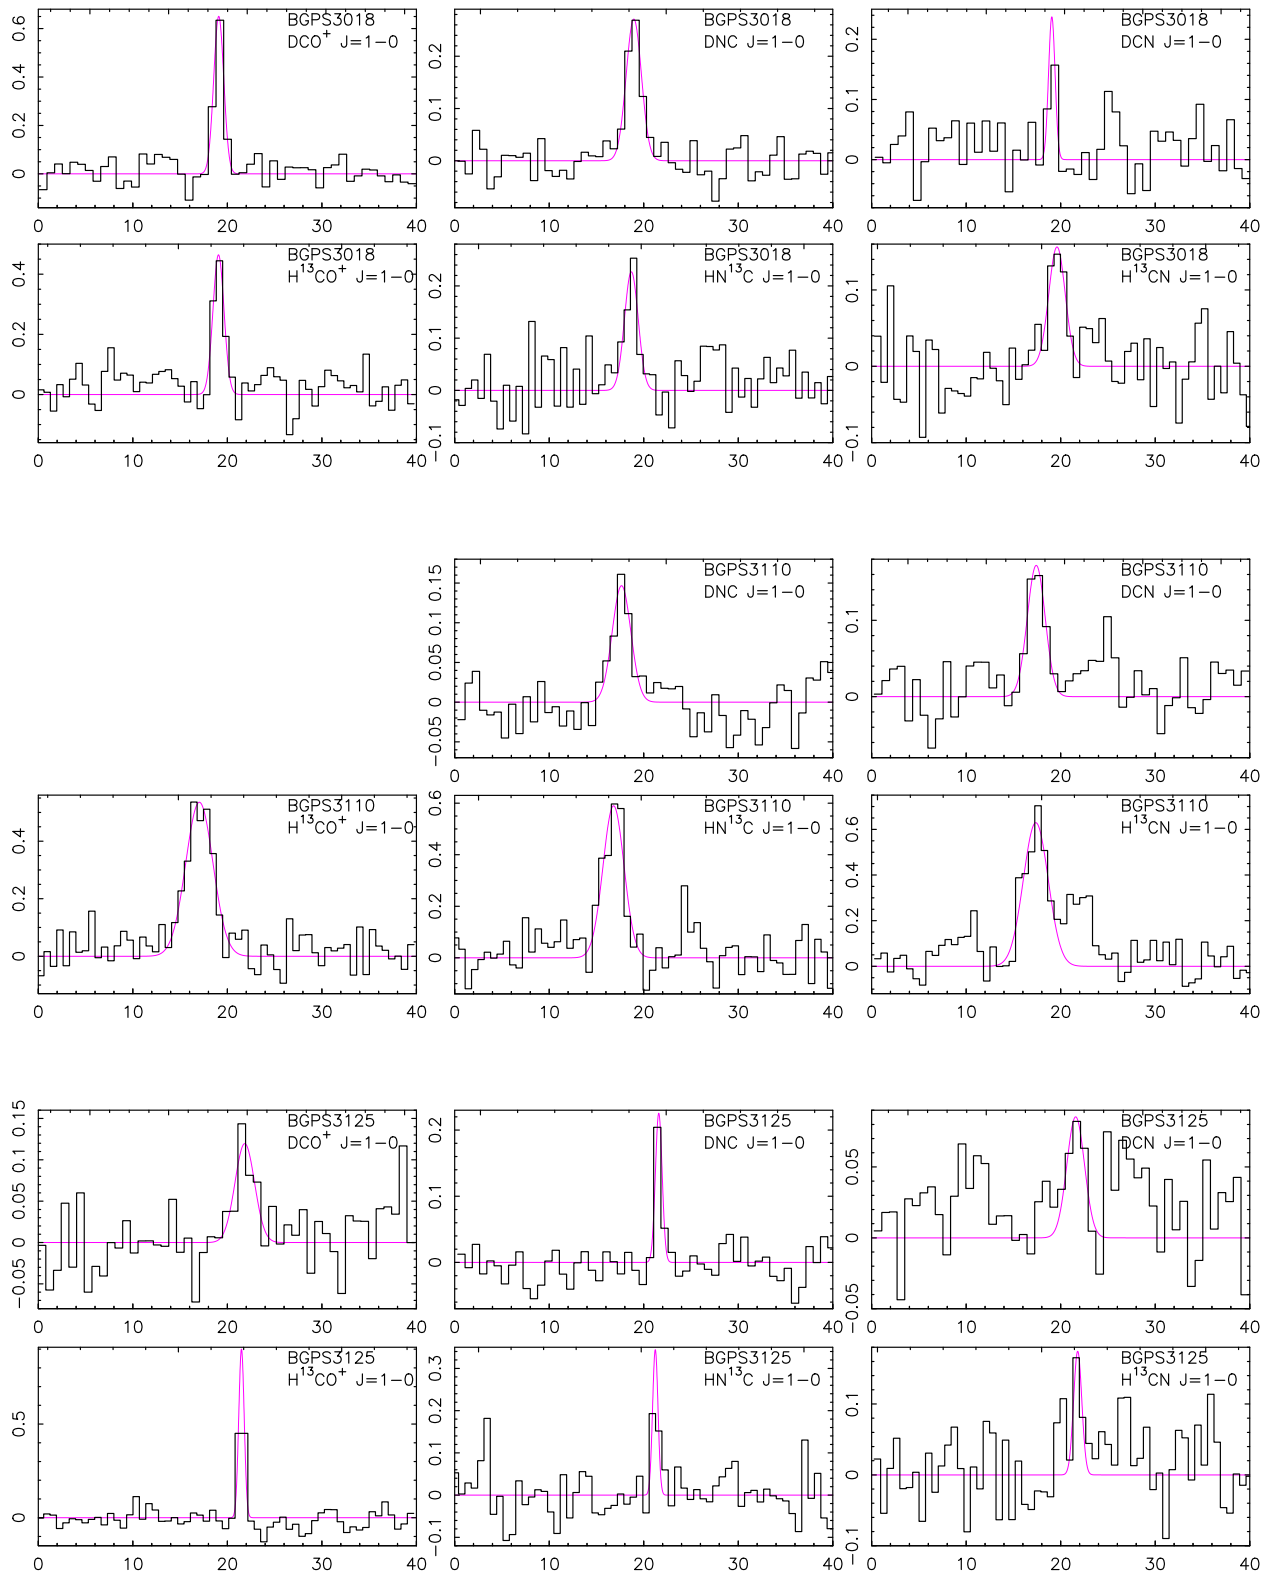 BGPS3018
DCO⁺ J=1−0
0 0.2 0.4 0.6
0 10 20 30 40
BGPS3018
DNC J=1−0
0 0.1 0.2
0 10 20 30 40
BGPS3018
DCN J=1−0
0 0.1 0.2
0 10 20 30 40
BGPS3018
H¹³CO⁺ J=1−0
0 0.2 0.4
0 10 20 30 40
BGPS3018
HN¹³C J=1−0
−0.1 0 0.1 0.2
0 10 20 30 40
BGPS3018
H¹³CN J=1−0
−0.1 0 0.1
0 10 20 30 40
BGPS3110
DNC J=1−0
−0.05 0 0.05 0.1 0.15
0 10 20 30 40
BGPS3110
DCN J=1−0
0 0.1
0 10 20 30 40
BGPS3110
H¹³CO⁺ J=1−0
0 0.2 0.4
0 10 20 30 40
BGPS3110
HN¹³C J=1−0
0 0.2 0.4 0.6
0 10 20 30 40
BGPS3110
H¹³CN J=1−0
0 0.2 0.4 0.6
0 10 20 30 40
BGPS3125
DCO⁺ J=1−0
−0.05 0 0.05 0.1 0.15
0 10 20 30 40
BGPS3125
DNC J=1−0
0 0.1 0.2
0 10 20 30 40
BGPS3125
DCN J=1−0
−0.05 0 0.05
0 10 20 30 40
BGPS3125
H¹³CO⁺ J=1−0
0 0.5
0 10 20 30 40
BGPS3125
HN¹³C J=1−0
−0.1 0 0.1 0.2 0.3
0 10 20 30 40
BGPS3125
H¹³CN J=1−0
−0.1 0 0.1
0 10 20 30 40